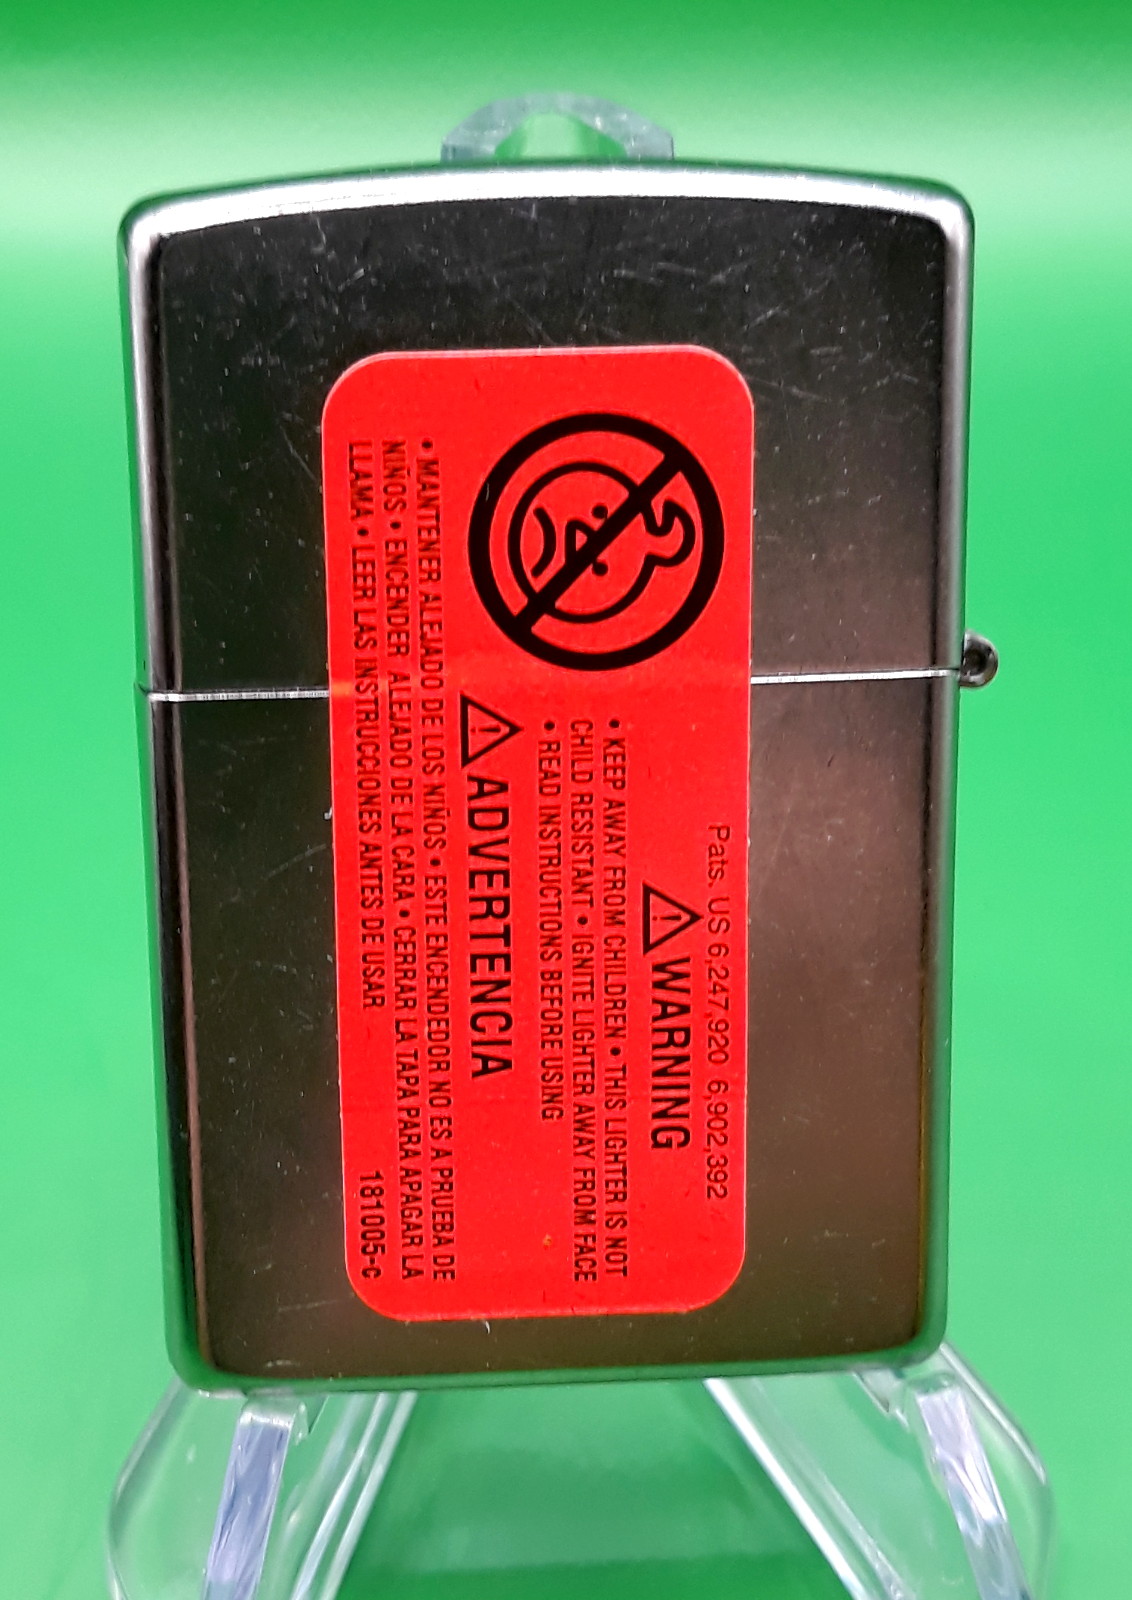 Pats. US 6,247,920 6,902,392
WARNING
• KEEP AWAY FROM CHILDREN • THIS LIGHTER IS NOT
CHILD RESISTANT • IGNITE LIGHTER AWAY FROM FACE
• READ INSTRUCTIONS BEFORE USING
ADVERTENCIA
• MANTENER ALEJADO DE LOS NIÑOS • ESTE ENCENDEDOR NO ES A PRUEBA DE
NIÑOS • ENCENDER ALEJADO DE LA CARA • CERRAR LA TAPA PARA APAGAR LA
LLAMA • LEER LAS INSTRUCCIONES ANTES DE USAR
181005-c